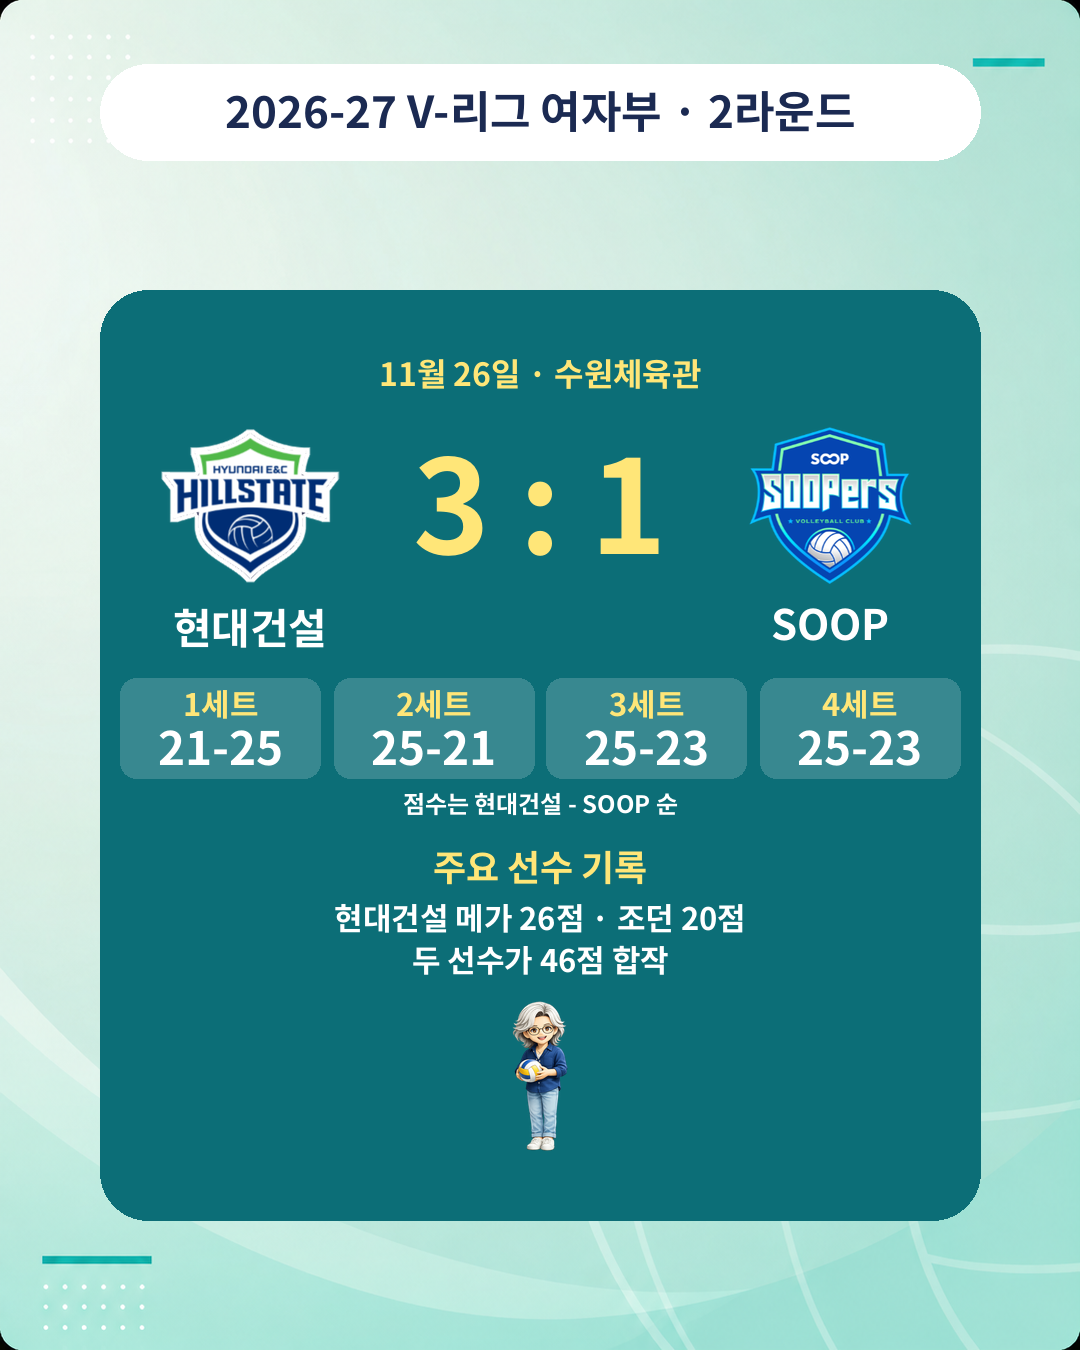 2026-27 V-리그 여자부 · 2라운드
11월 26일 · 수원체육관
HYUNDAI E&C
HILLSTATE
3 : 1
SOOP
SOOPers
VOLLEYBALL CLUB
현대건설
SOOP
1세트
21-25
2세트
25-21
3세트
25-23
4세트
25-23
점수는 현대건설 - SOOP 순
주요 선수 기록
현대건설 메가 26점 · 조던 20점
두 선수가 46점 합작